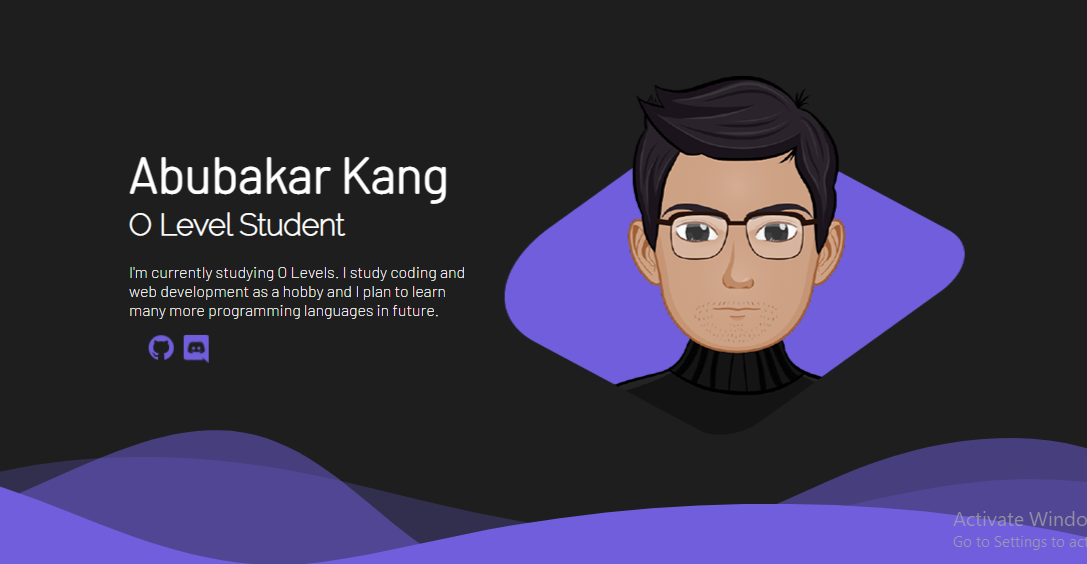 Abubakar Kang
O Level Student
I'm currently studying O Levels. I study coding and
web development as a hobby and I plan to learn
many more programming languages in future.
Activate Windo
Go to Settings to act